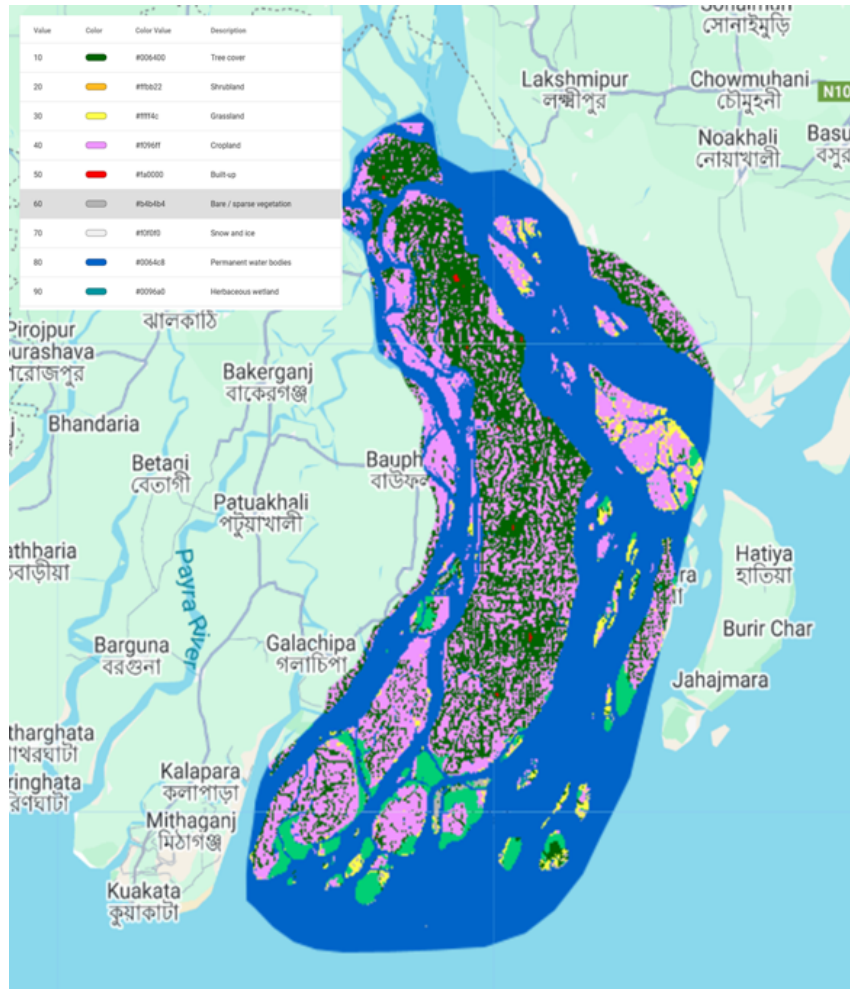 Value Color Color Value Description
10 #006400 Tree cover
20 #ffbb22 Shrubland
30 #ffff4c Grassland
40 #f096ff Cropland
50 #fa0000 Built-up
60 #b4b4b4 Bare / sparse vegetation
70 #f0f0f0 Snow and ice
80 #0064c8 Permanent water bodies
90 #0096a0 Herbaceous wetland
সোনাইমুড়ি
Lakshmipur
লক্ষ্মীপুর
Chowmuhani
চৌমুহনী
N10
Noakhali
নোয়াখালী
Basu
বসুর
ঝালকাঠি
Pirojpur
ourashava
পিরোজপুর
Bakerganj
বাকেরগঞ্জ
Bhandaria
Betagi
বেতাগী
Bauph
বাউফল
Patuakhali
পটুয়াখালী
athbaria
ঠবাড়ীয়া
Payra River
Hatiya
হাতিয়া
ra
Burir Char
Barguna
বরগুনা
Galachipa
গলাচিপা
Jahajmara
tharghata
াথরঘাটা
Kalapara
কলাপাড়া
ringhata
রিণঘাটা
Mithaganj
মিঠাগঞ্জ
Kuakata
কুয়াকাটা